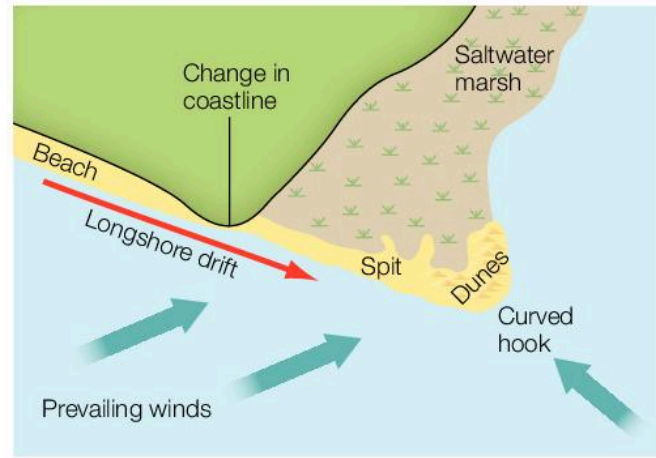 Saltwater
marsh
Change in
coastline
Beach
Longshore drift
Spit
Dunes
Curved
hook
Prevailing winds